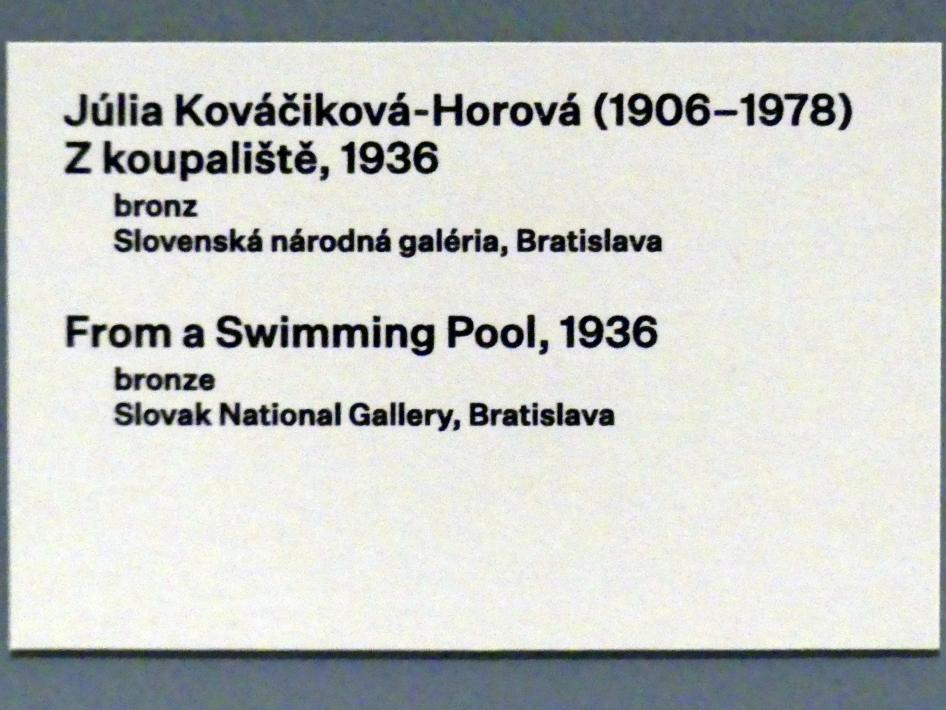 Júlia Kováčiková-Horová (1906–1978)
Z koupaliště, 1936
bronz
Slovenská národná galéria, Bratislava
From a Swimming Pool, 1936
bronze
Slovak National Gallery, Bratislava